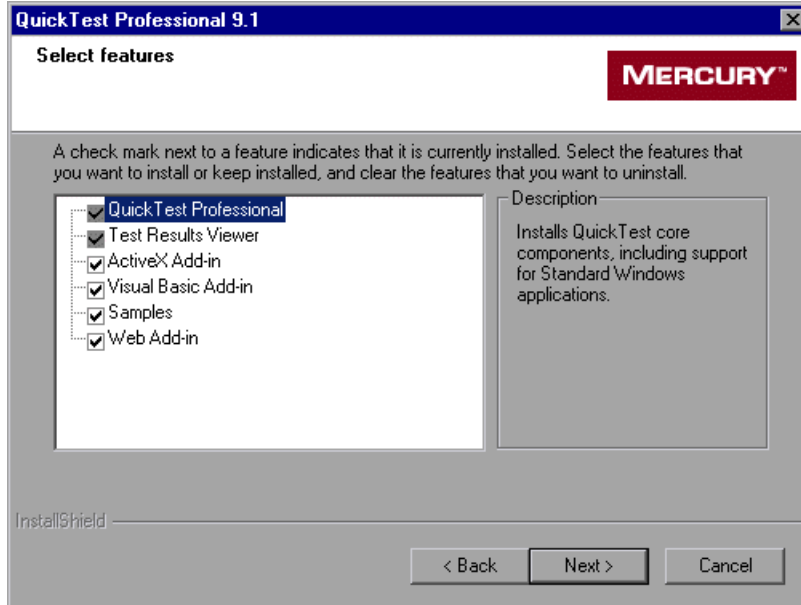 QuickTest Professional 9.1
Select features
MERCURY™
A check mark next to a feature indicates that it is currently installed. Select the features that
you want to install or keep installed, and clear the features that you want to uninstall.
QuickTest Professional
Test Results Viewer
ActiveX Add-in
Visual Basic Add-in
Samples
Web Add-in
Description
Installs QuickTest core
components, including support
for Standard Windows
applications.
InstallShield
< Back
Next >
Cancel